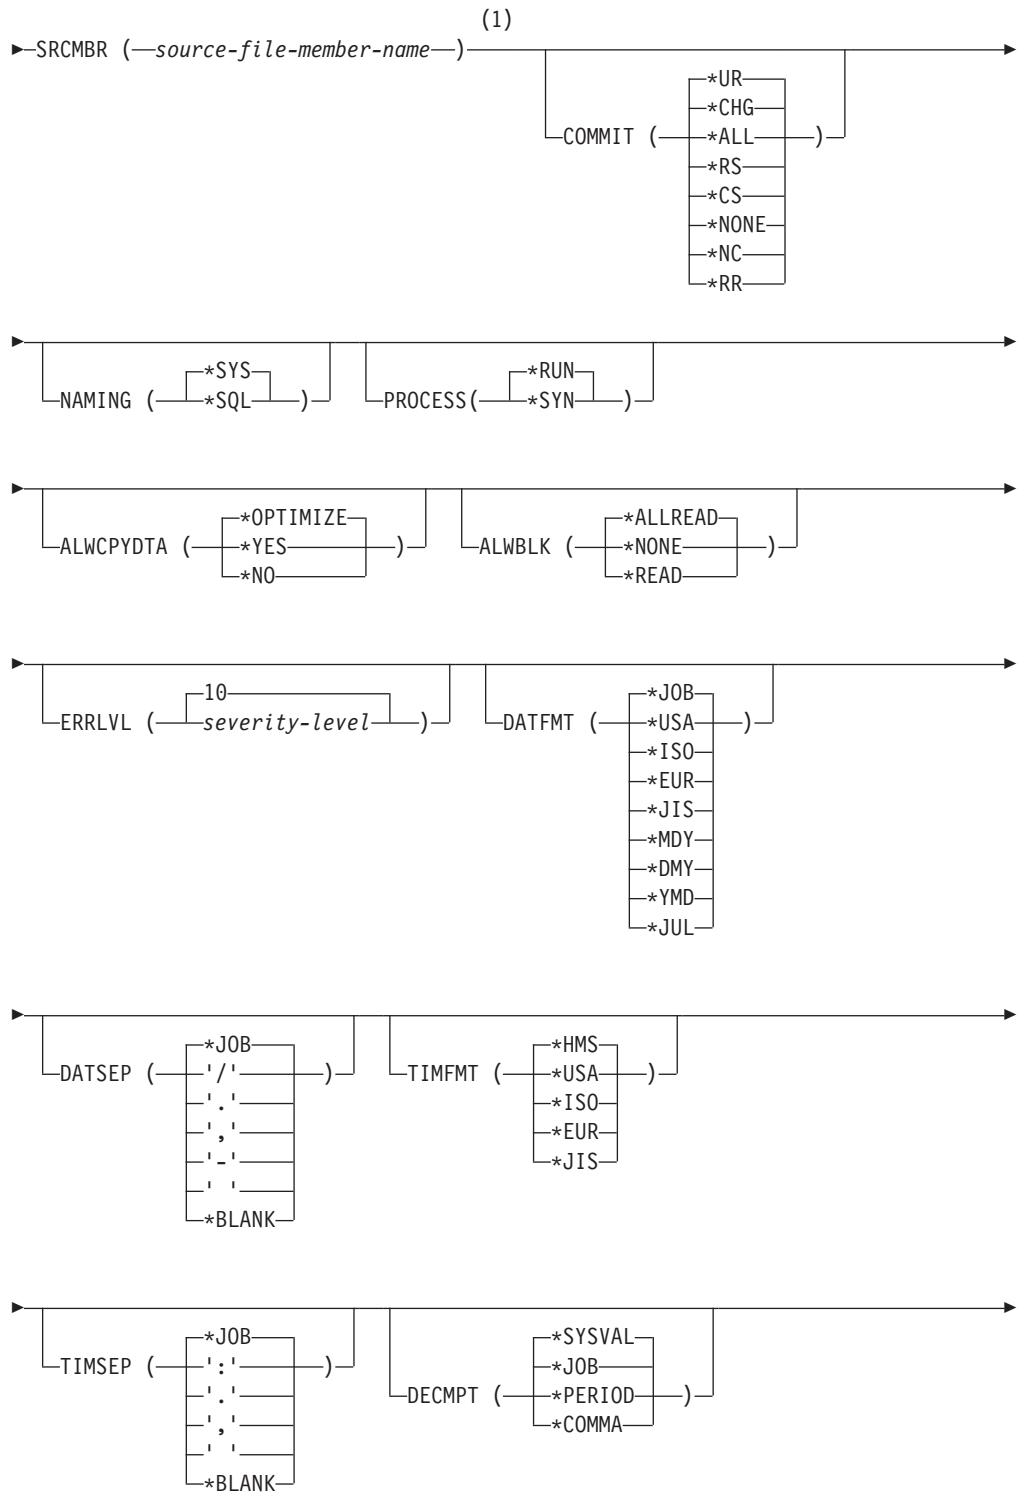 (1)
SRCMBR ( source-file-member-name )
*UR
*CHG
COMMIT ( *ALL )
*RS
*CS
*NONE
*NC
*RR
*SYS
NAMING ( *SQL )
*RUN
PROCESS( *SYN )
*OPTIMIZE
ALWCPYDTA ( *YES )
*NO
*ALLREAD
ALWBLK ( *NONE )
*READ
10
ERRLVL ( severity-level )
*JOB
DATFMT ( *USA )
*ISO
*EUR
*JIS
*MDY
*DMY
*YMD
*JUL
*JOB
DATSEP ( '/' )
'.'
','
'-'
' '
*BLANK
*HMS
TIMFMT ( *USA )
*ISO
*EUR
*JIS
*JOB
TIMSEP ( ':' )
'.'
','
' '
*BLANK
*SYSVAL
*JOB
DECMPT ( *PERIOD )
*COMMA